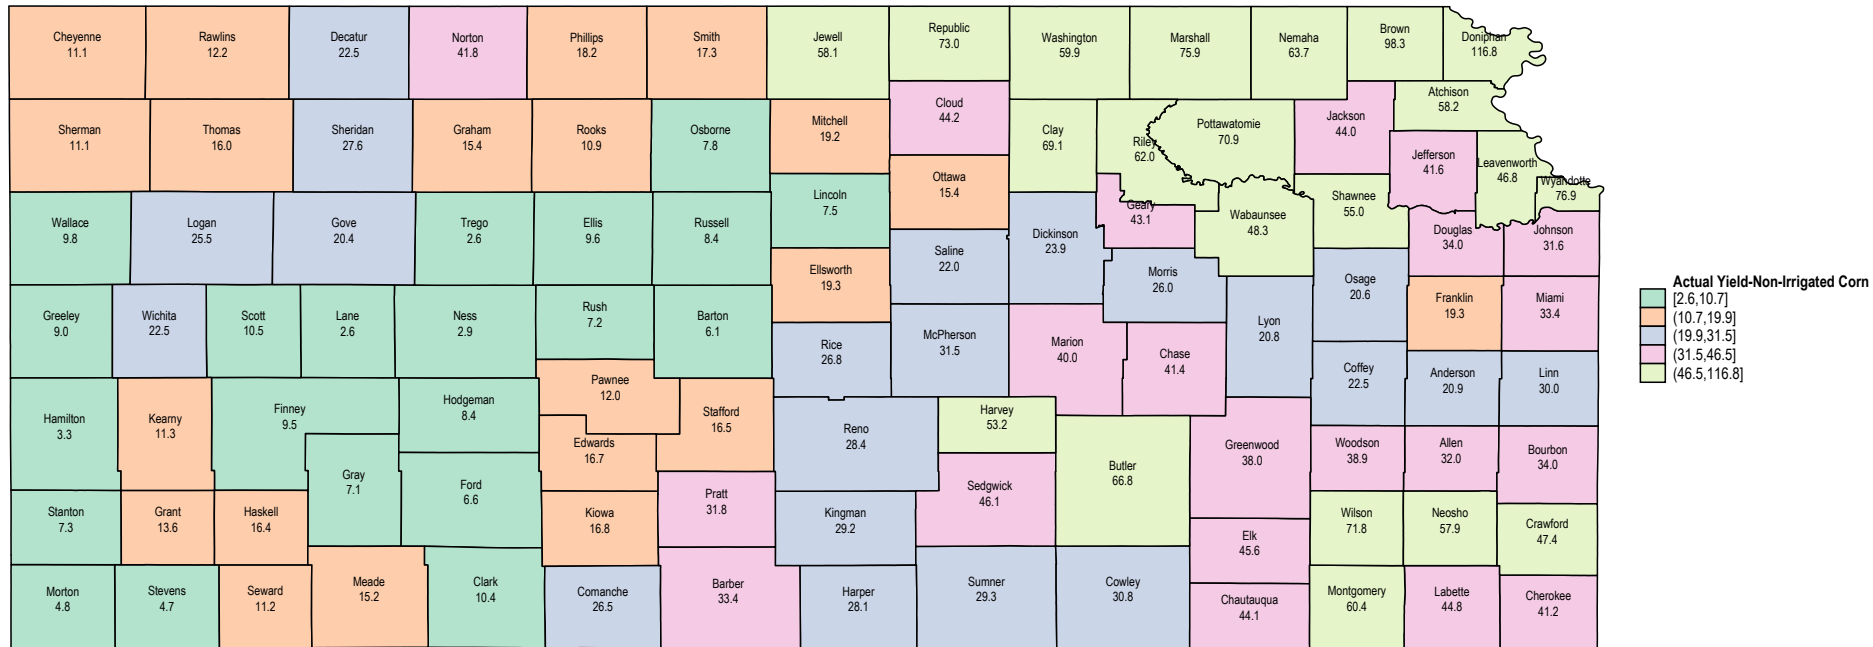 Cheyenne
11.1
Rawlins
12.2
Decatur
22.5
Norton
41.8
Phillips
18.2
Smith
17.3
Jewell
58.1
Republic
73.0
Washington
59.9
Marshall
75.9
Nemaha
63.7
Brown
98.3
Doniphan
116.8
Atchison
58.2
Sherman
11.1
Thomas
16.0
Sheridan
27.6
Graham
15.4
Rooks
10.9
Osborne
7.8
Mitchell
19.2
Cloud
44.2
Clay
69.1
Riley
62.0
Pottawatomie
70.9
Jackson
44.0
Jefferson
41.6
Leavenworth
46.8
Wyandotte
76.9
Ottawa
15.4
Lincoln
7.5
Wallace
9.8
Logan
25.5
Gove
20.4
Trego
2.6
Ellis
9.6
Russell
8.4
Saline
22.0
Dickinson
23.9
Geary
43.1
Wabaunsee
48.3
Shawnee
55.0
Douglas
34.0
Johnson
31.6
Ellsworth
19.3
Morris
26.0
Osage
20.6
Franklin
19.3
Miami
33.4
Actual Yield-Non-Irrigated Corn
[2.6,10.7]
(10.7,19.9]
(19.9,31.5]
(31.5,46.5]
(46.5,116.8]
Greeley
9.0
Wichita
22.5
Scott
10.5
Lane
2.6
Ness
2.9
Rush
7.2
Barton
6.1
Rice
26.8
McPherson
31.5
Marion
40.0
Chase
41.4
Lyon
20.8
Coffey
22.5
Anderson
20.9
Linn
30.0
Hamilton
3.3
Kearny
11.3
Finney
9.5
Hodgeman
8.4
Pawnee
12.0
Stafford
16.5
Edwards
16.7
Reno
28.4
Harvey
53.2
Butler
66.8
Greenwood
38.0
Woodson
38.9
Allen
32.0
Bourbon
34.0
Gray
7.1
Ford
6.6
Pratt
31.8
Sedgwick
46.1
Stanton
7.3
Grant
13.6
Haskell
16.4
Kiowa
16.8
Kingman
29.2
Elk
45.6
Wilson
71.8
Neosho
57.9
Crawford
47.4
Morton
4.8
Stevens
4.7
Seward
11.2
Meade
15.2
Clark
10.4
Comanche
26.5
Barber
33.4
Harper
28.1
Sumner
29.3
Cowley
30.8
Chautauqua
44.1
Montgomery
60.4
Labette
44.8
Cherokee
41.2